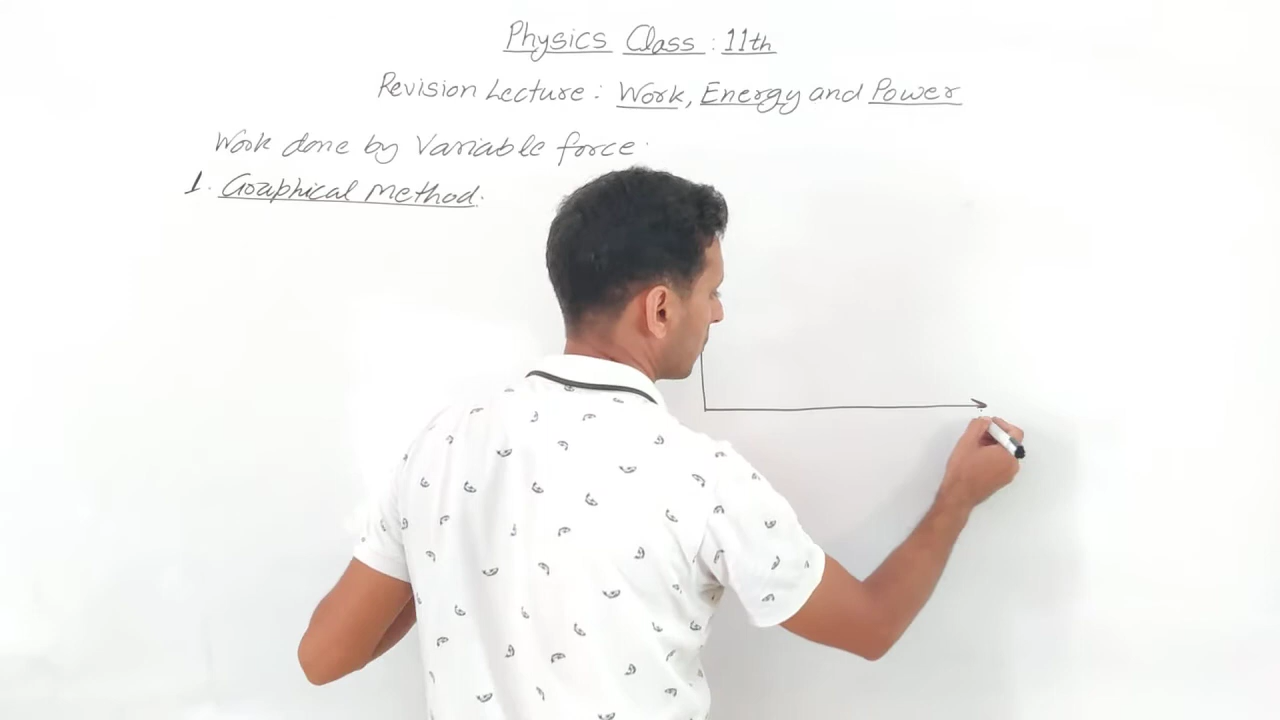 Physics Class : 11th
Revision Lecture : Work, Energy and Power
Work done by Variable force.
1. Graphical Method.